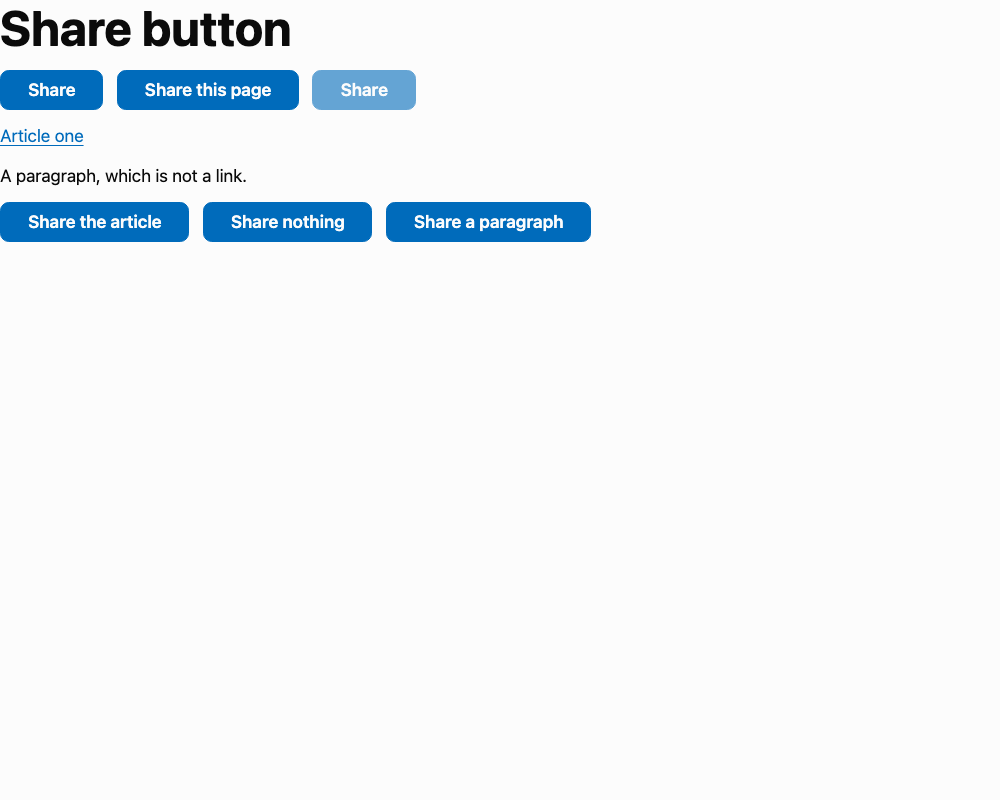 Share button
Share Share this page Share
Article one
A paragraph, which is not a link.
Share the article Share nothing Share a paragraph